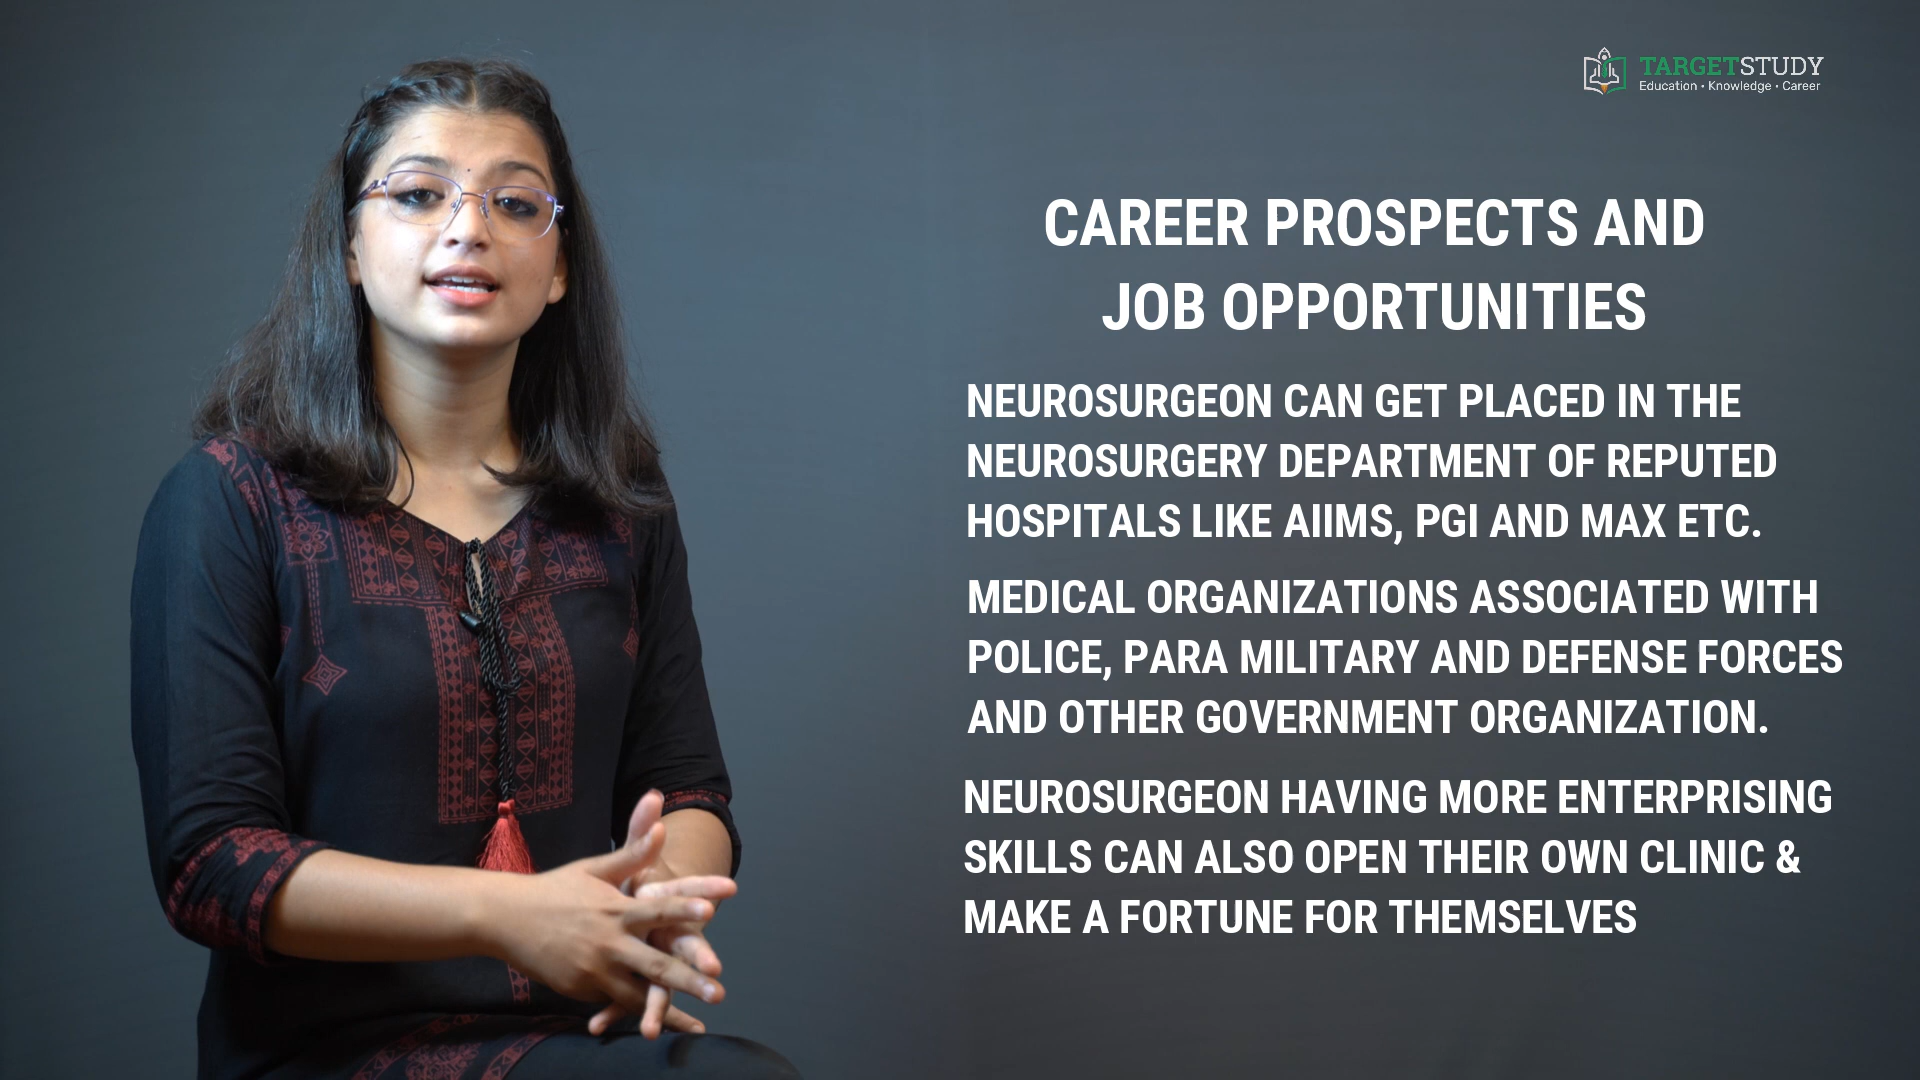 TARGETSTUDY
Education • Knowledge • Career
CAREER PROSPECTS AND
JOB OPPORTUNITIES
NEUROSURGEON CAN GET PLACED IN THE
NEUROSURGERY DEPARTMENT OF REPUTED
HOSPITALS LIKE AIIMS, PGI AND MAX ETC.
MEDICAL ORGANIZATIONS ASSOCIATED WITH
POLICE, PARA MILITARY AND DEFENSE FORCES
AND OTHER GOVERNMENT ORGANIZATION.
NEUROSURGEON HAVING MORE ENTERPRISING
SKILLS CAN ALSO OPEN THEIR OWN CLINIC &
MAKE A FORTUNE FOR THEMSELVES